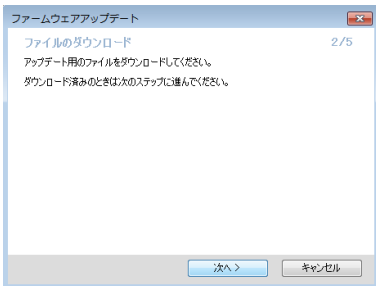 ファームウェアアップデート
ファイルのダウンロード 2/5
アップデート用のファイルをダウンロードしてください。
ダウンロード済みのときは次のステップに進んでください。
次へ > キャンセル